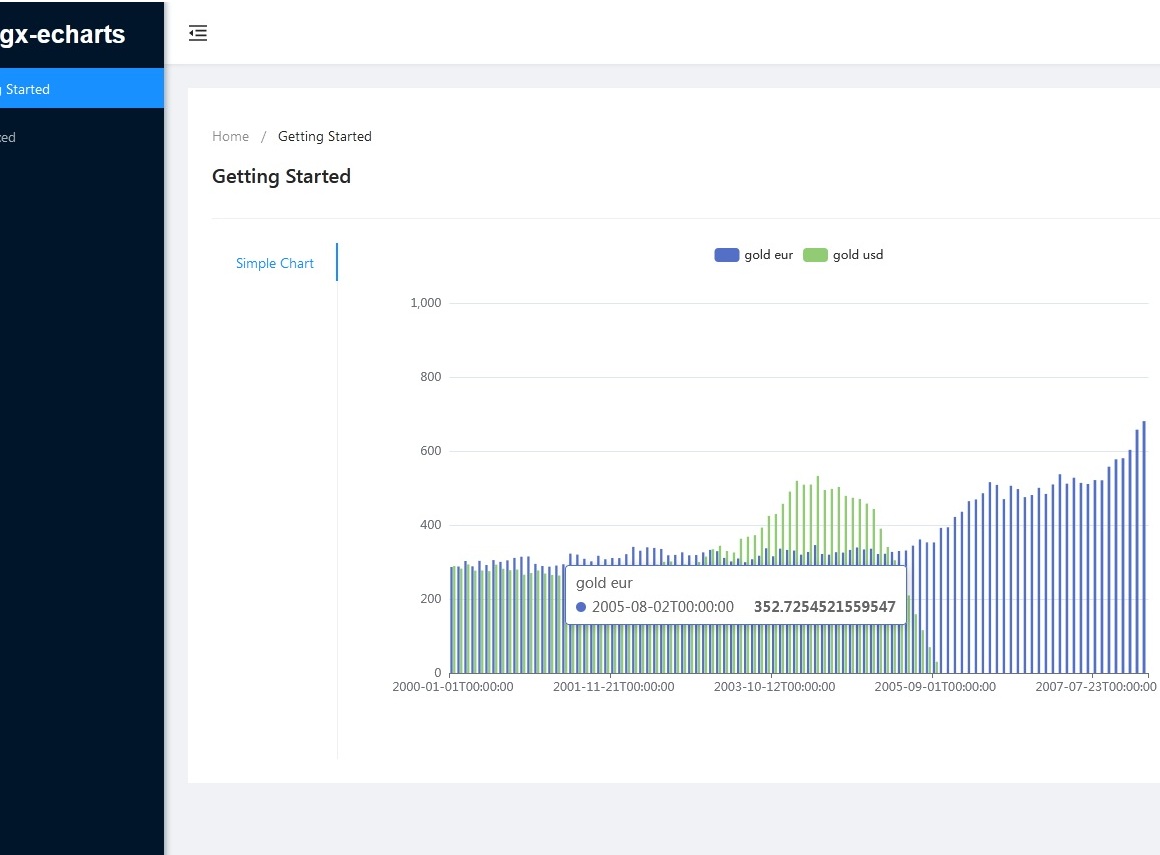 gx-echarts
Started
Home / Getting Started
Getting Started
Simple Chart
gold eur gold usd
1,000
800
600
400
200
0
gold eur
2005-08-02T00:00:00 352.7254521559547
2000-01-01T00:00:00 2001-11-21T00:00:00 2003-10-12T00:00:00 2005-09-01T00:00:00 2007-07-23T00:00:00